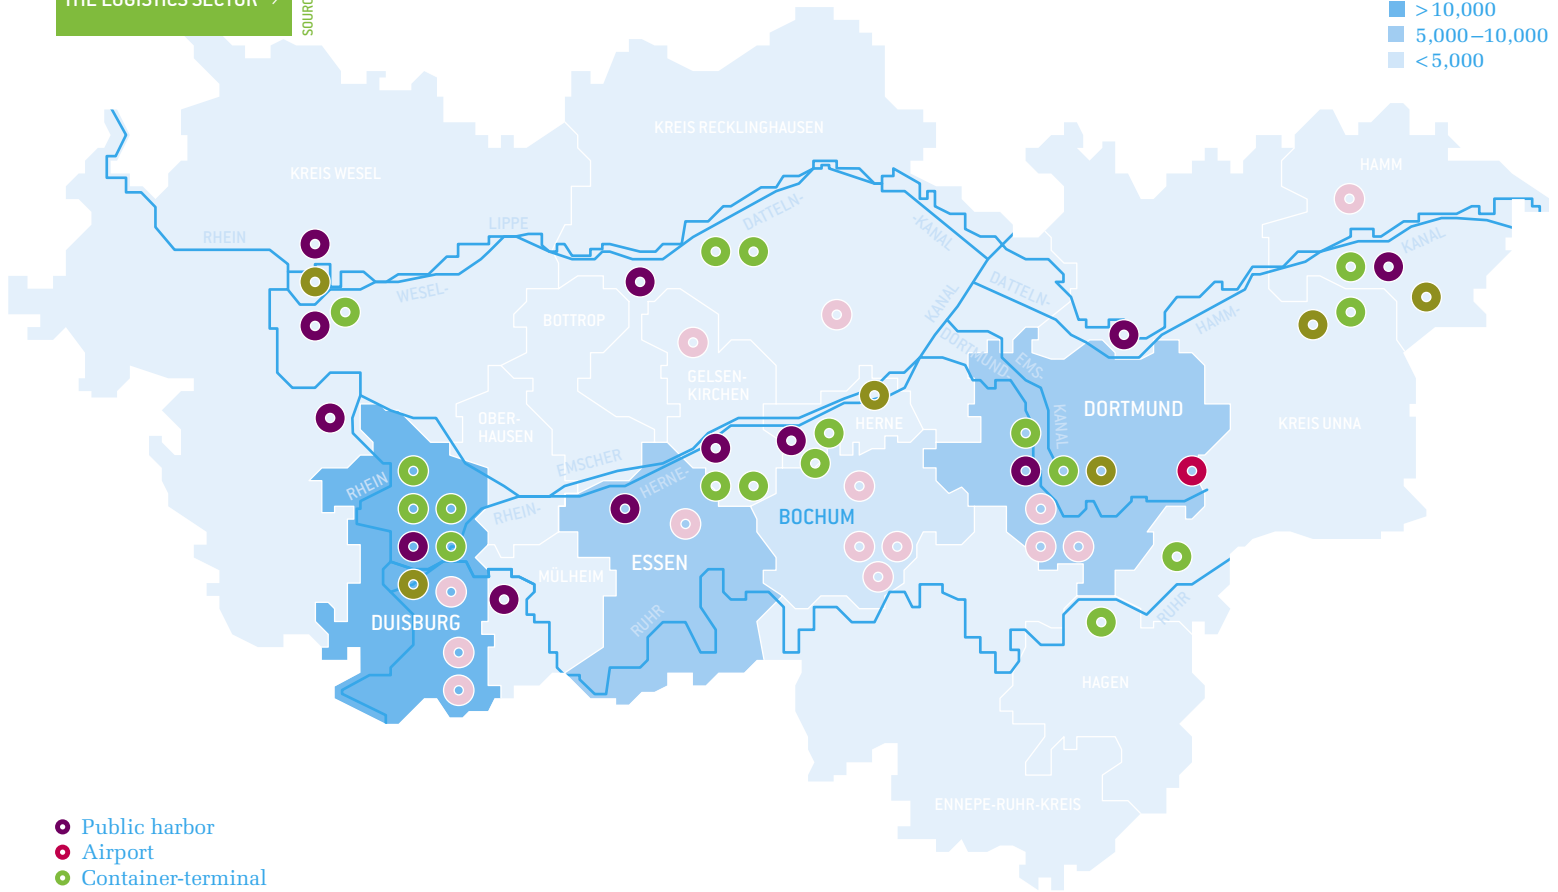 THE LOGISTICS SECTOR →
>10,000
5,000–10,000
<5,000
KREIS RECKLINGHAUSEN
HAMM
KREIS WESEL
LIPPE
DATTELN-
-KANAL
RHEIN
KANAL
WESEL-
KANAL
DATTELN-
HAMM-
BOTTROP
DORTMUND-
EMS-
GELSEN-
KIRCHEN
OBER-
HAUSEN
HERNE
KANAL
DORTMUND
KREIS UNNA
EMSCHER
RHEIN
HERNE-
RHEIN-
BOCHUM
ESSEN
MÜLHEIM
DUISBURG
RUHR
RUHR
HAGEN
ENNEPE-RUHR-KREIS
Public harbor
Airport
Container-terminal